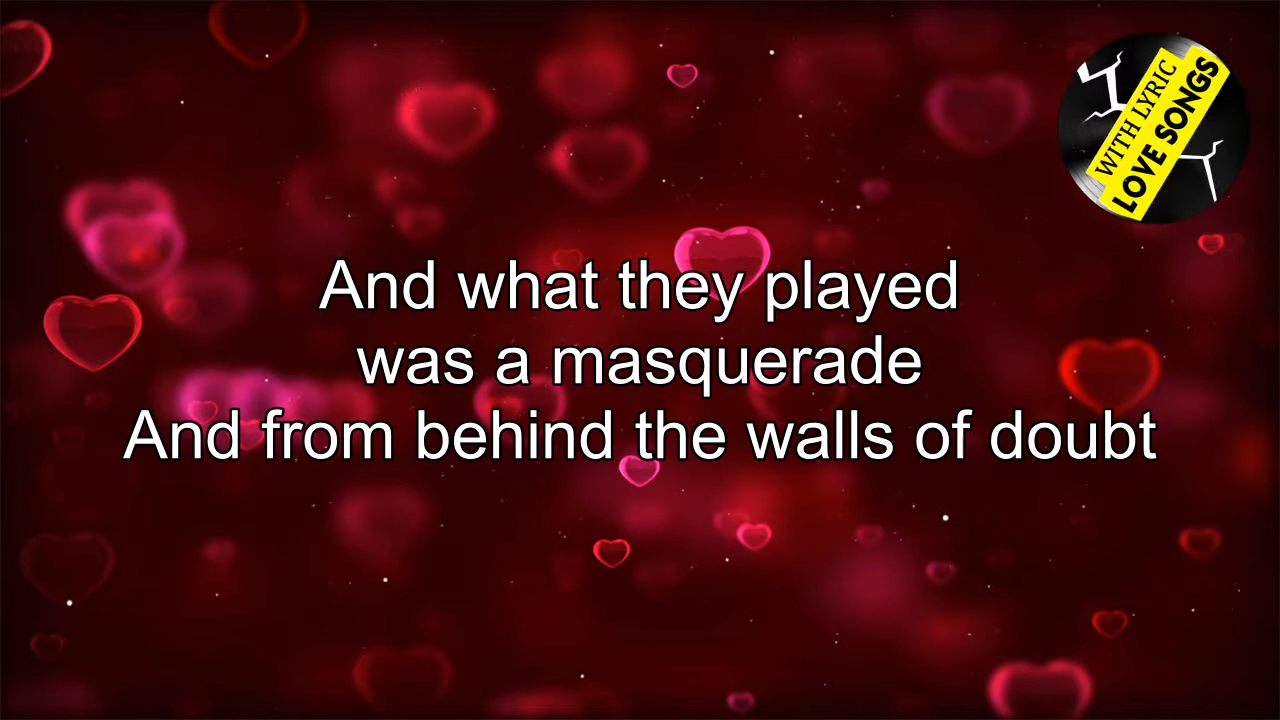 WITH LYRIC
LOVE SONGS
And what they played
was a masquerade
And from behind the walls of doubt